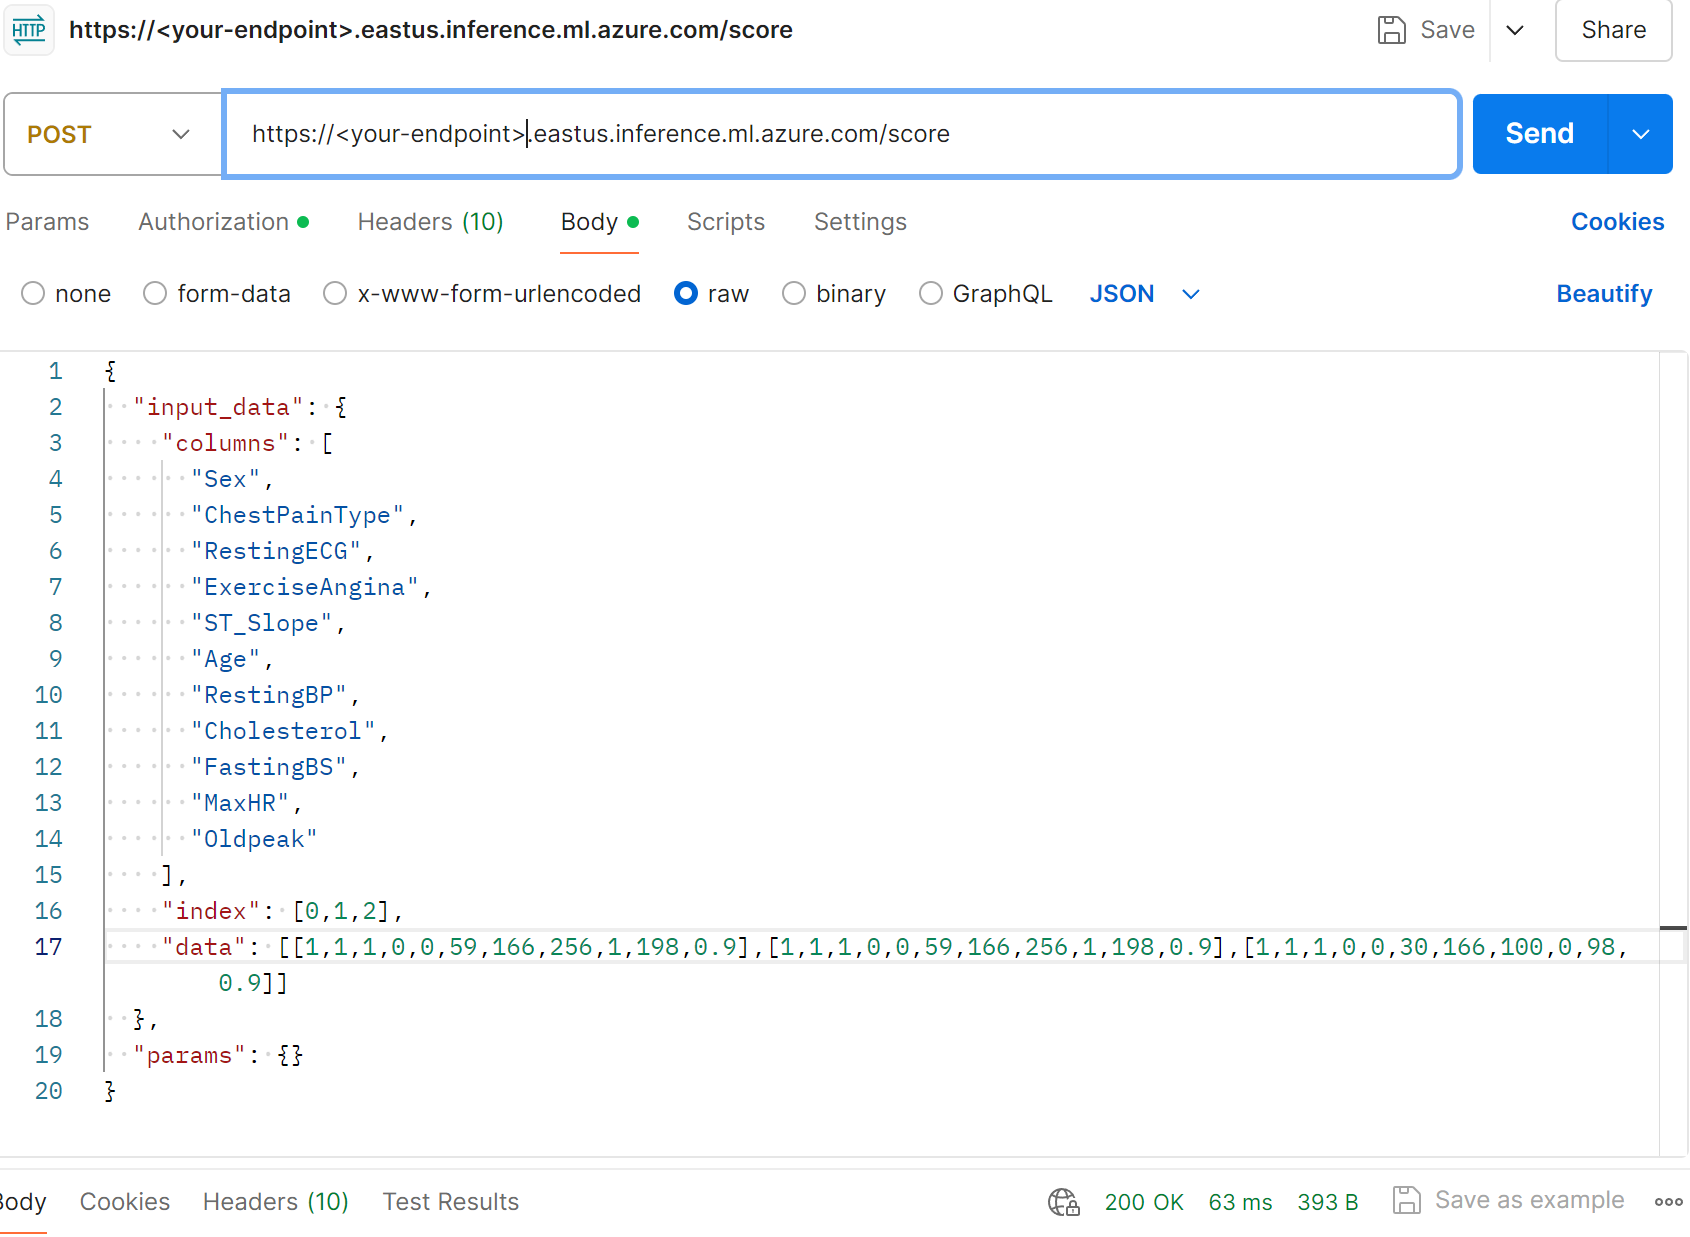 HTTP https://<your-endpoint>.eastus.inference.ml.azure.com/score Save Share
POST https://<your-endpoint>.eastus.inference.ml.azure.com/score Send
Params Authorization Headers (10) Body Scripts Settings Cookies
none form-data x-www-form-urlencoded raw binary GraphQL JSON Beautify
1 {
2 "input_data": {
3 "columns": [
4 "Sex",
5 "ChestPainType",
6 "RestingECG",
7 "ExerciseAngina",
8 "ST_Slope",
9 "Age",
10 "RestingBP",
11 "Cholesterol",
12 "FastingBS",
13 "MaxHR",
14 "Oldpeak"
15 ],
16 "index": [0,1,2],
17 "data": [[1,1,1,0,0,59,166,256,1,198,0.9],[1,1,1,0,0,59,166,256,1,198,0.9],[1,1,1,0,0,30,166,100,0,98,
0.9]]
18 },
19 "params": {}
20 }
Body Cookies Headers (10) Test Results 200 OK 63 ms 393 B Save as example